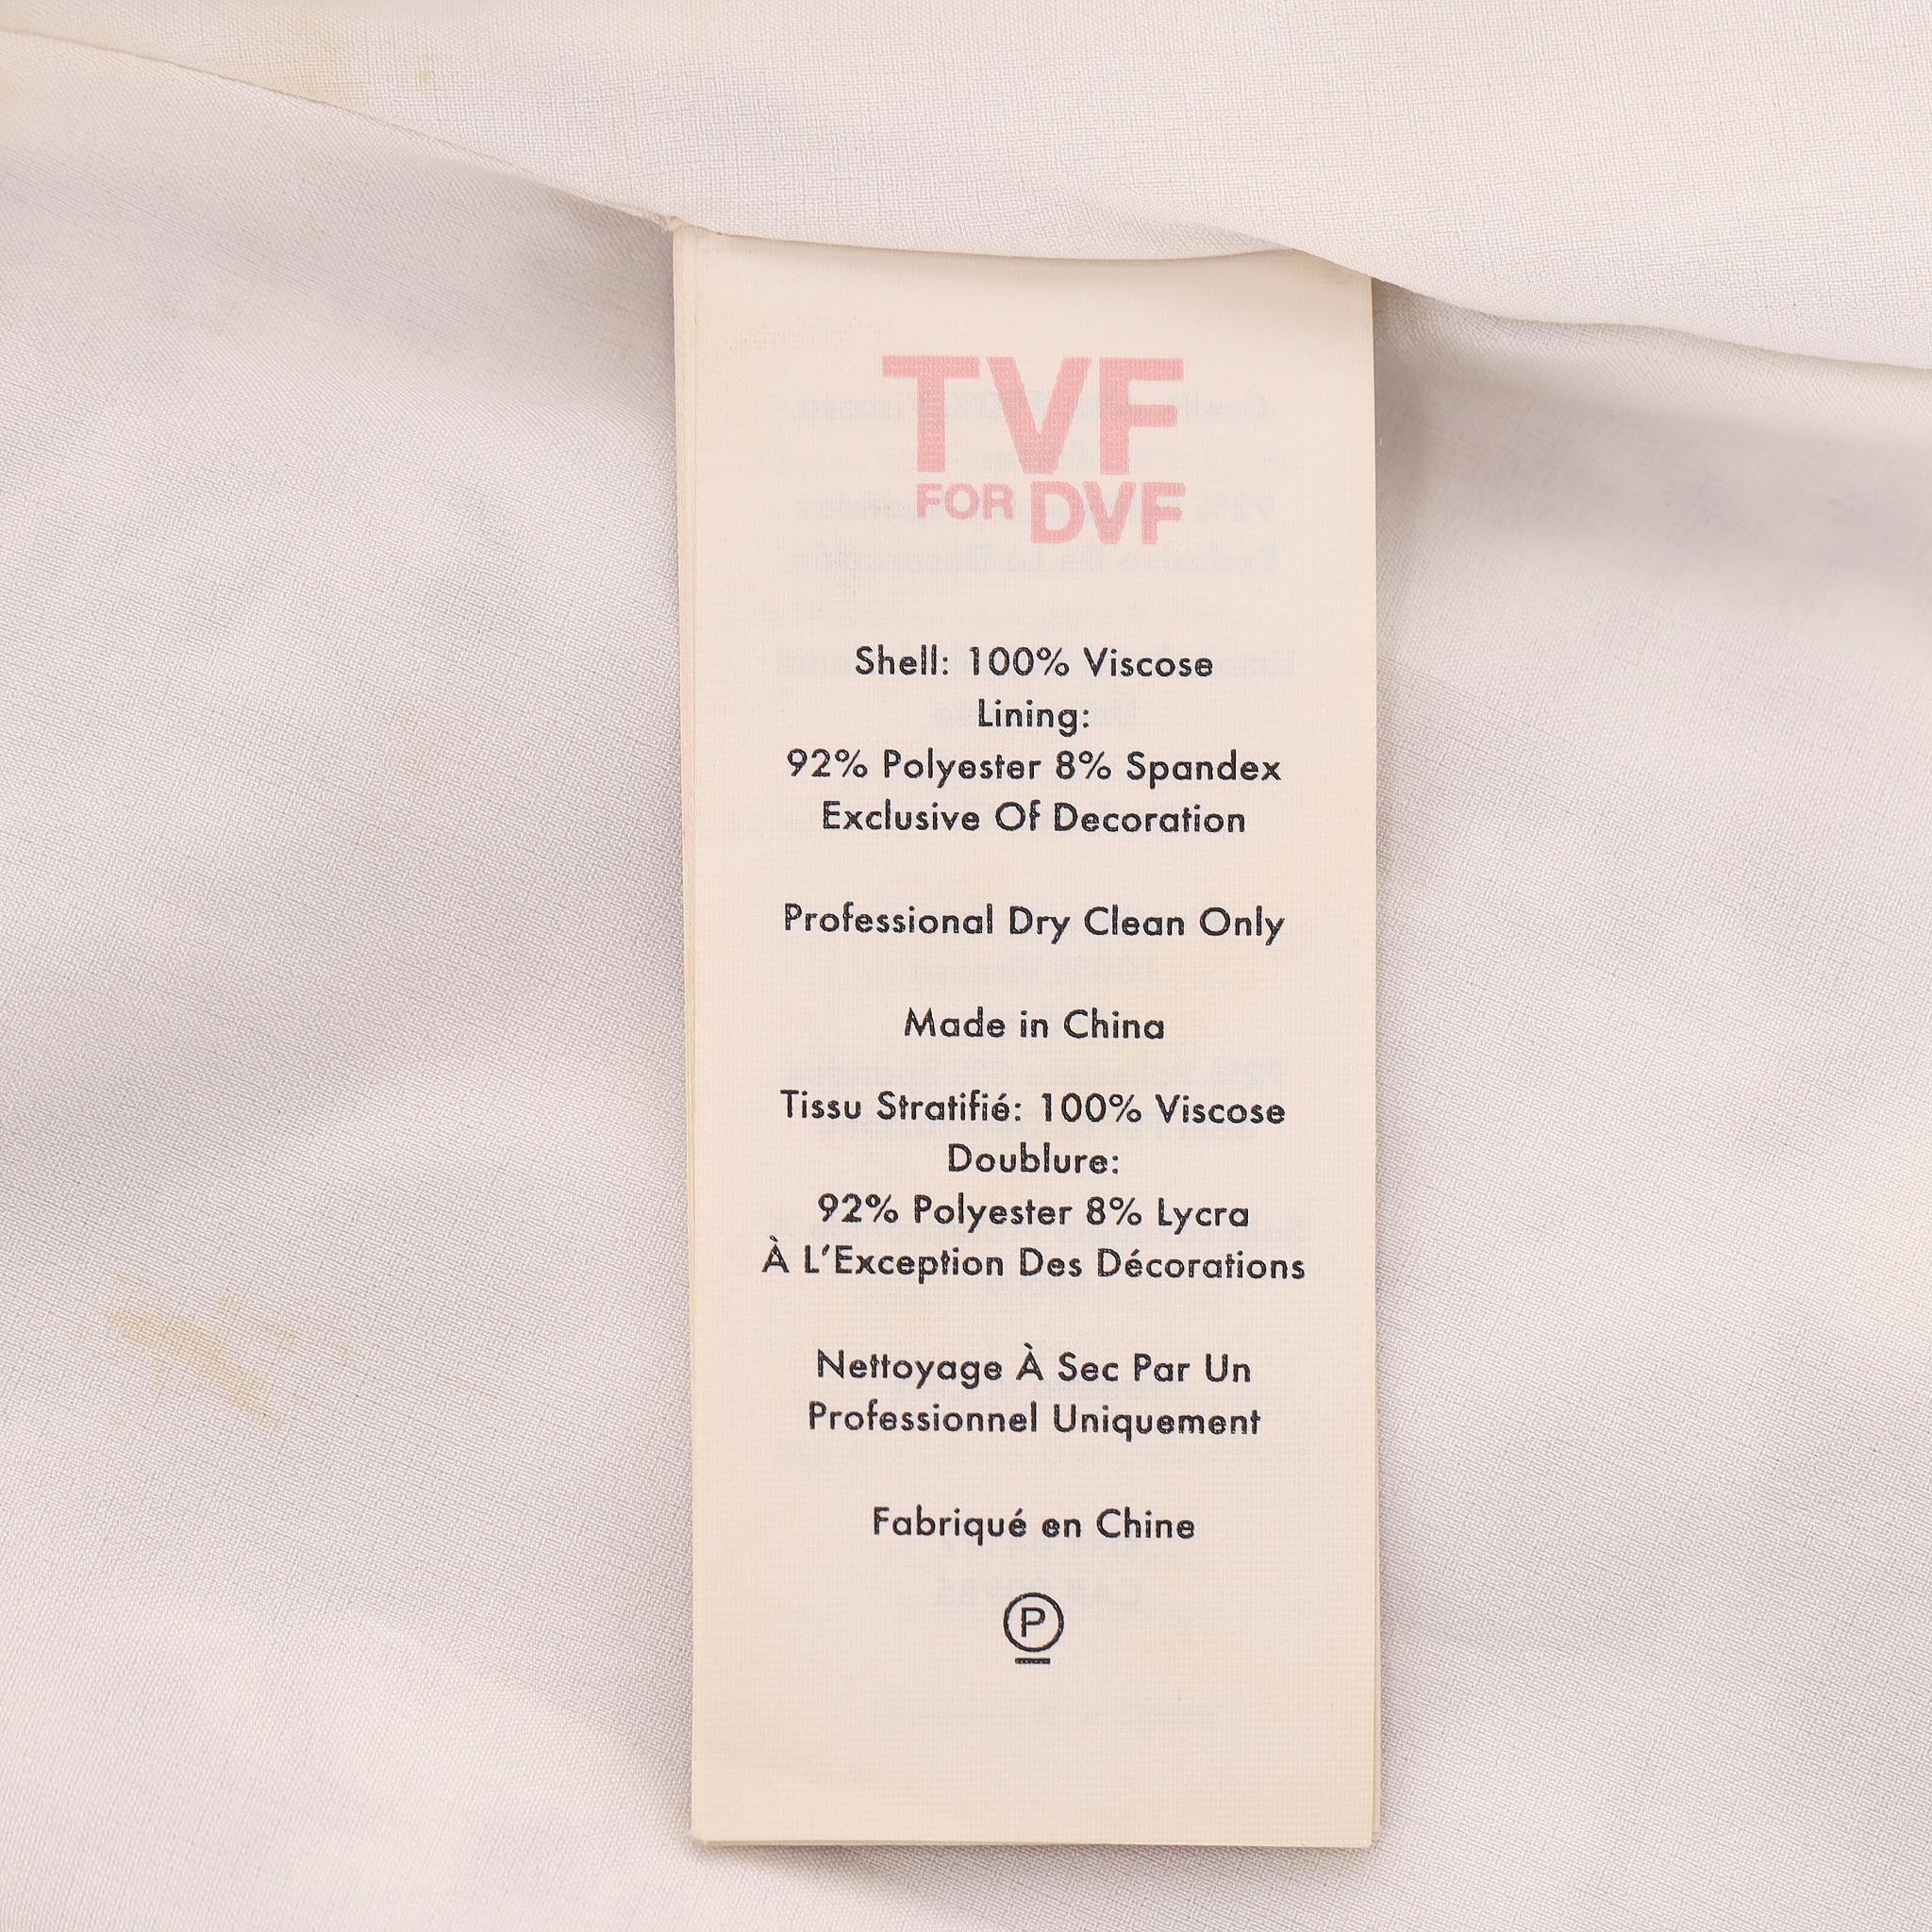 TVF
FOR DVF
Shell: 100% Viscose
Lining:
92% Polyester 8% Spandex
Exclusive Of Decoration
Professional Dry Clean Only
Made in China
Tissu Stratifié: 100% Viscose
Doublure:
92% Polyester 8% Lycra
À L'Exception Des Décorations
Nettoyage À Sec Par Un
Professionnel Uniquement
Fabriqué en Chine
P